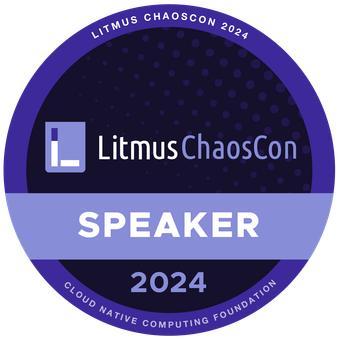 LITMUS CHAOSCON 2024
LitmusChaosCon
SPEAKER
2024
CLOUD NATIVE COMPUTING FOUNDATION